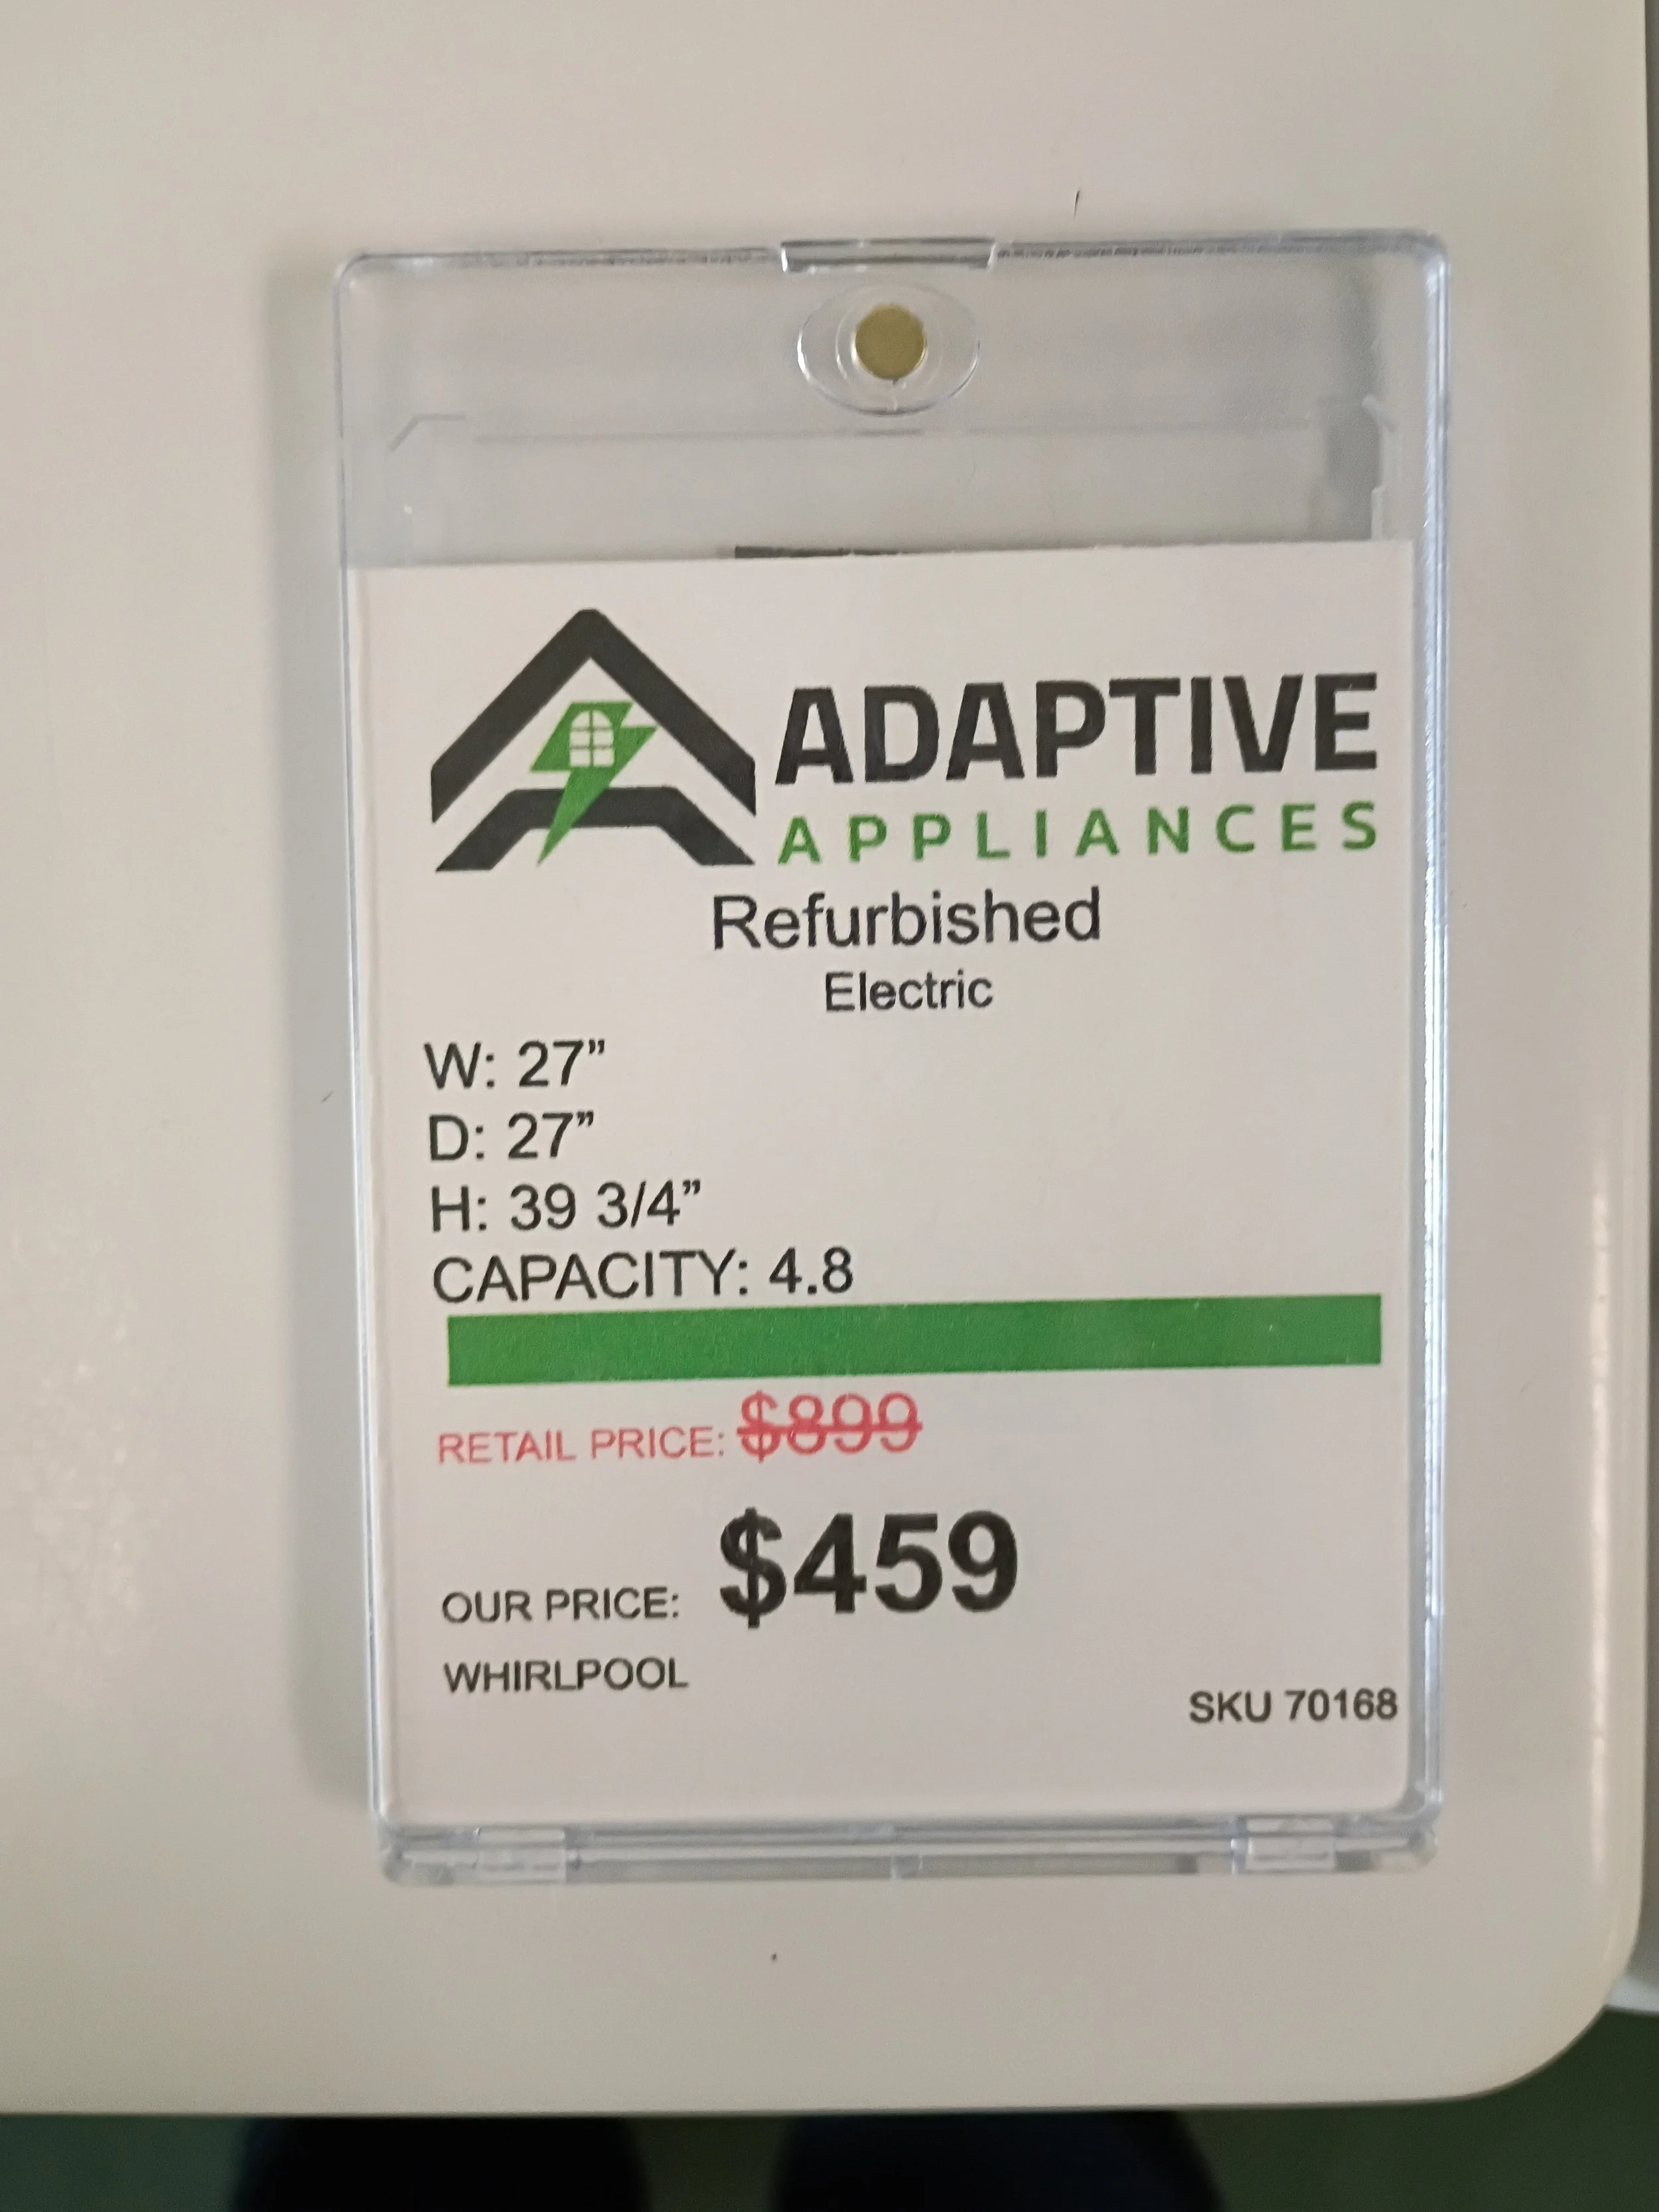 ADAPTIVE
APPLIANCES
Refurbished
Electric
W: 27”
D: 27”
H: 39 3/4”
CAPACITY: 4.8
RETAIL PRICE: $899
OUR PRICE: $459
WHIRLPOOL
SKU 70168